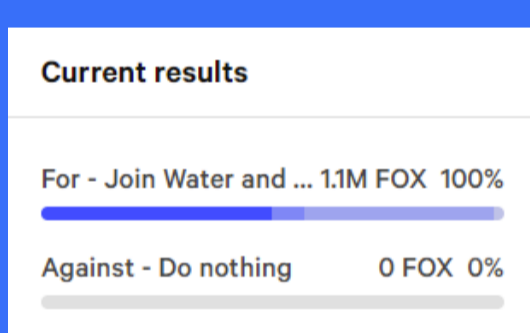 Current results
For - Join Water and ... 1.1M FOX 100%
Against - Do nothing 0 FOX 0%